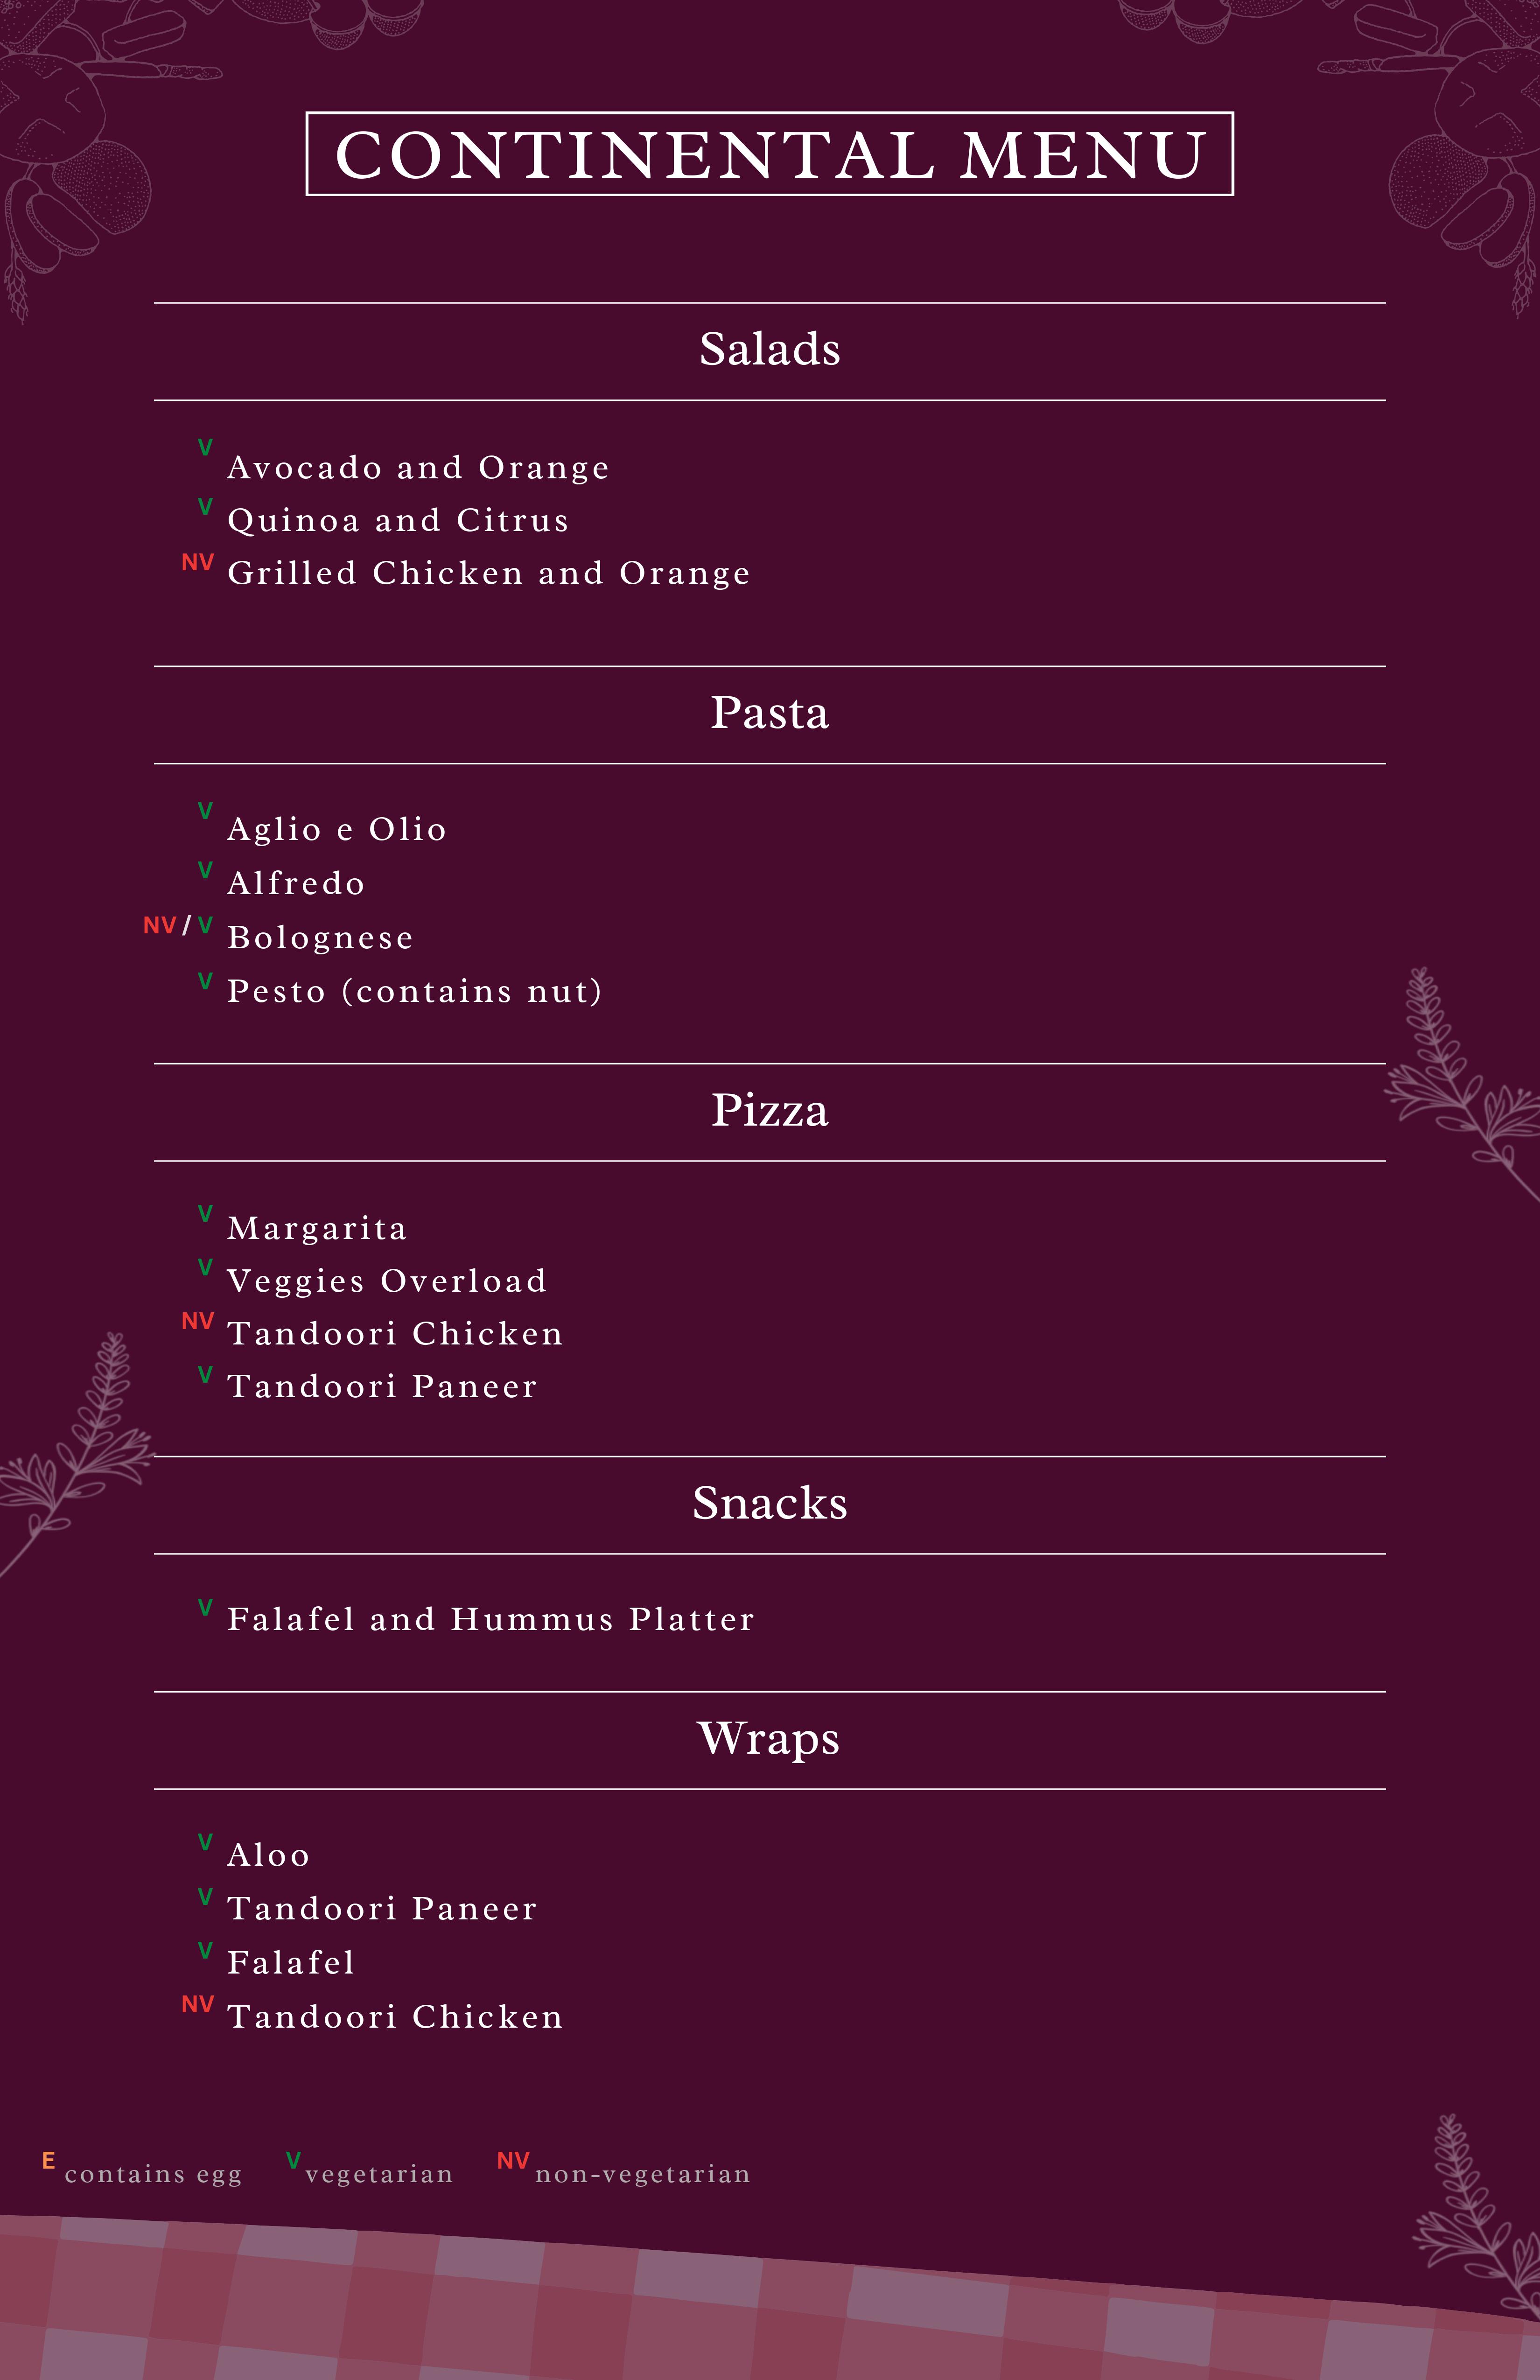 CONTINENTAL MENU
Salads
V Avocado and Orange
V Quinoa and Citrus
NV Grilled Chicken and Orange
Pasta
V Aglio e Olio
V Alfredo
NV / V Bolognese
V Pesto (contains nut)
Pizza
V Margarita
V Veggies Overload
NV Tandoori Chicken
V Tandoori Paneer
Snacks
V Falafel and Hummus Platter
Wraps
V Aloo
V Tandoori Paneer
V Falafel
NV Tandoori Chicken
E contains egg V vegetarian NV non-vegetarian